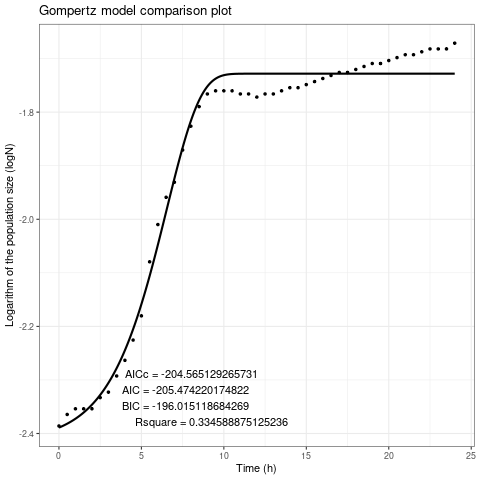 Gompertz model comparison plot
Logarithm of the population size (logN)
-1.8
-2.0
-2.2
-2.4
AICc = -204.565129265731
AIC = -205.474220174822
BIC = -196.015118684269
Rsquare = 0.334588875125236
0 5 10 15 20 25
Time (h)